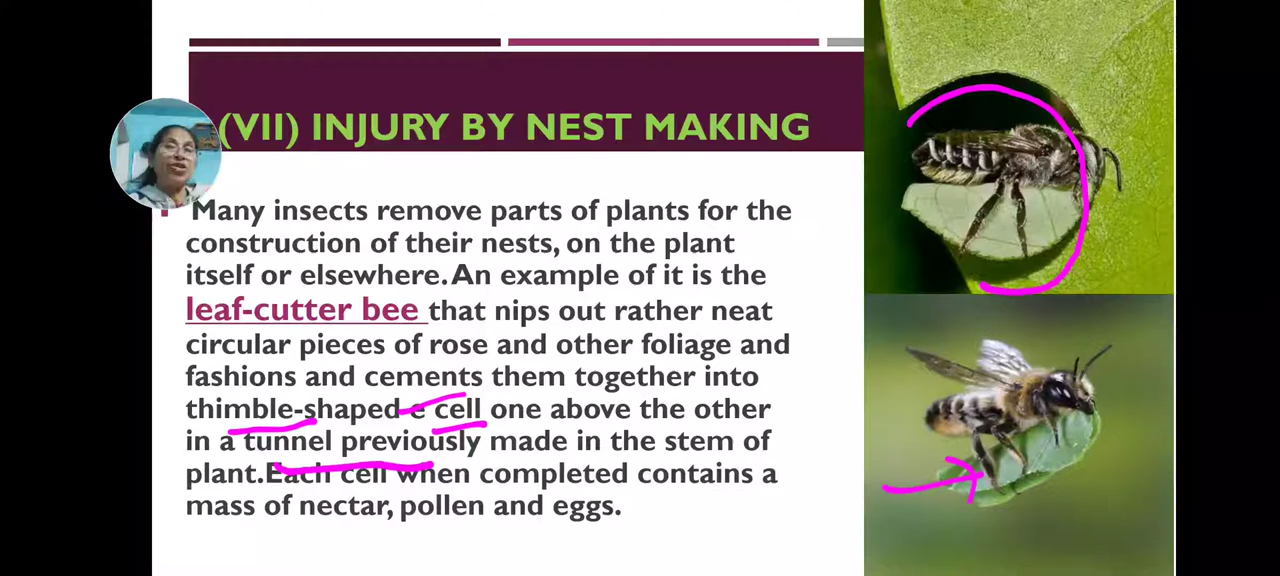 (VII) INJURY BY NEST MAKING
Many insects remove parts of plants for the
construction of their nests, on the plant
itself or elsewhere. An example of it is the
leaf-cutter bee that nips out rather neat
circular pieces of rose and other foliage and
fashions and cements them together into
thimble-shaped e cell one above the other
in a tunnel previously made in the stem of
plant.Each cell when completed contains a
mass of nectar, pollen and eggs.